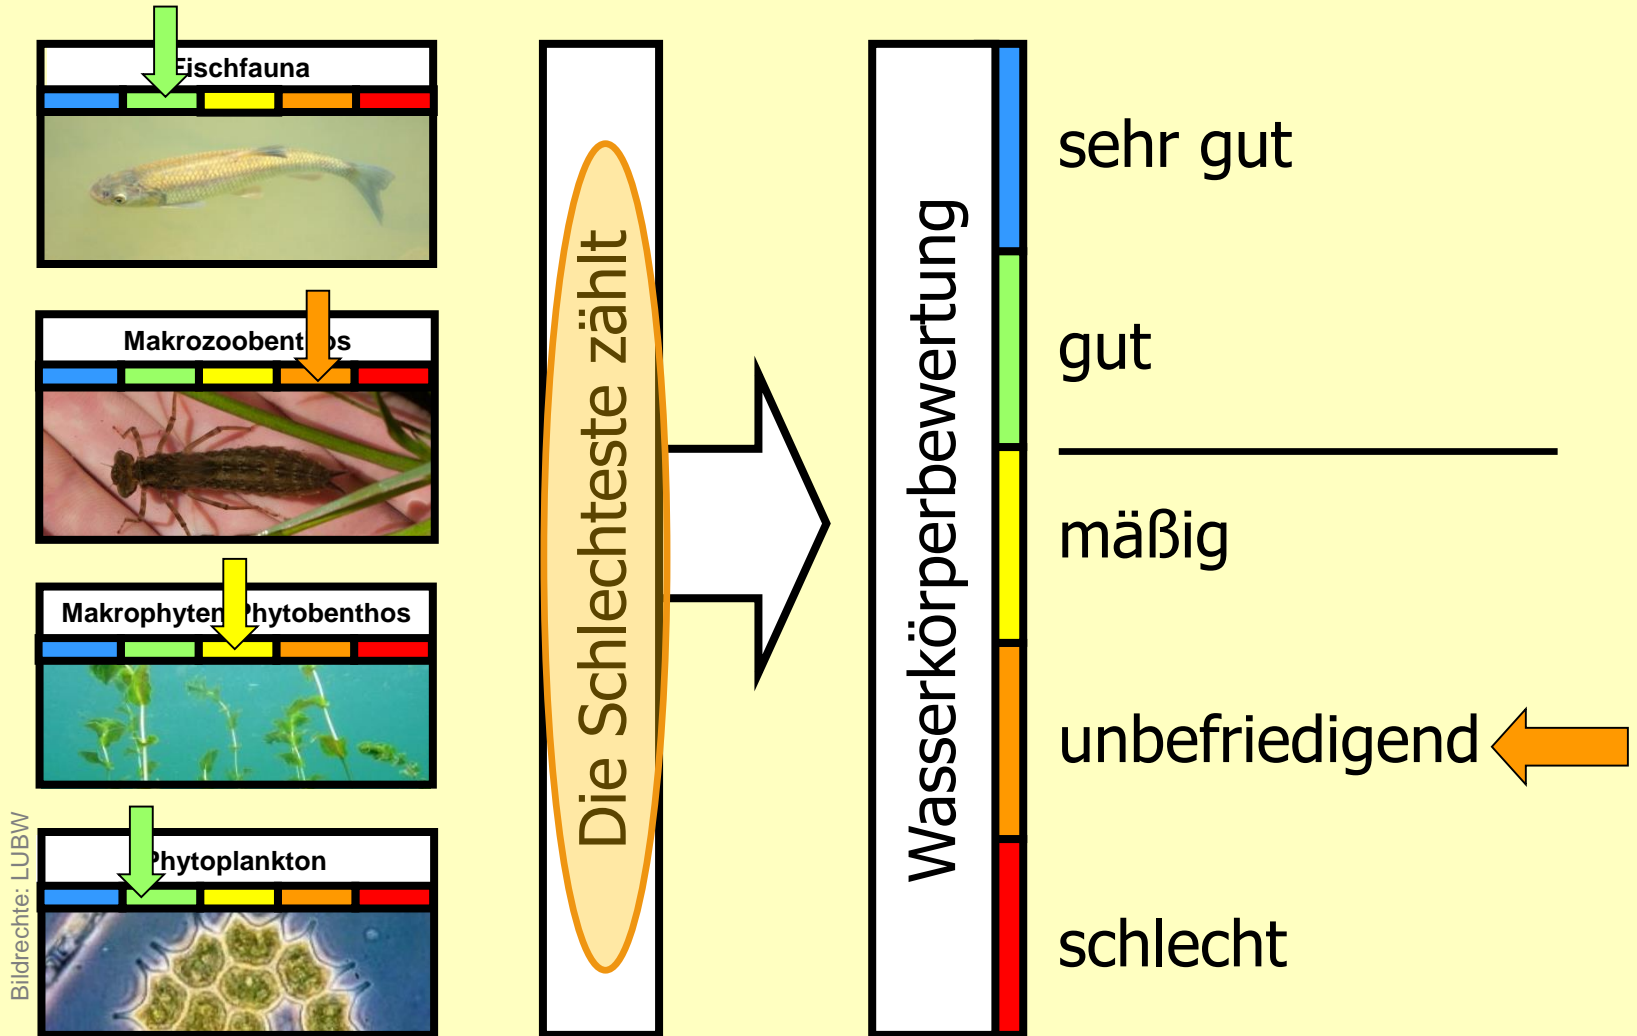 Fischfauna
Makrozoobenthos
Makrophyten/Phytobenthos
Phytoplankton
Bildrechte: LUBW
Die Schlechteste zählt
Wasserkörperbewertung
sehr gut
gut
mäßig
unbefriedigend
schlecht